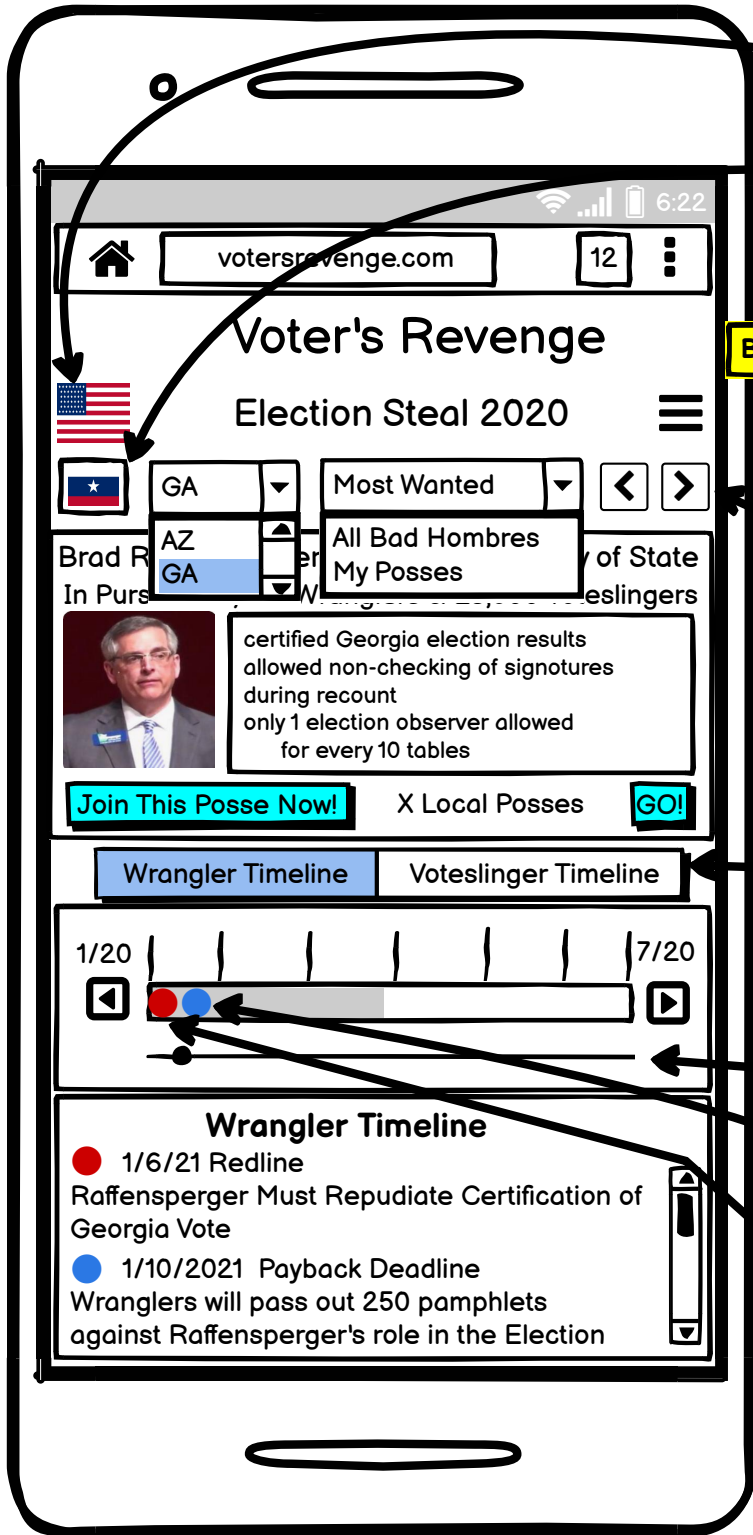 6:22
votersrevenge.com
12
Voter's Revenge
Election Steal 2020
GA
Most Wanted
AZ
GA
All Bad Hombres
My Posses
Brad of State
In
certified Georgia election results
allowed non-checking of signotures
during recount
only 1 election observer allowed
for every 10 tables
Join This Posse Now!
X Local Posses
GO!
Wrangler Timeline
Voteslinger Timeline
1/20
7/20
Wrangler Timeline
1/6/21 Redline
Raffensperger Must Repudiate Certification of
Georgia Vote
1/10/2021 Payback Deadline
Wranglers will pass out 250 pamphlets
against Raffensperger's role in the Election